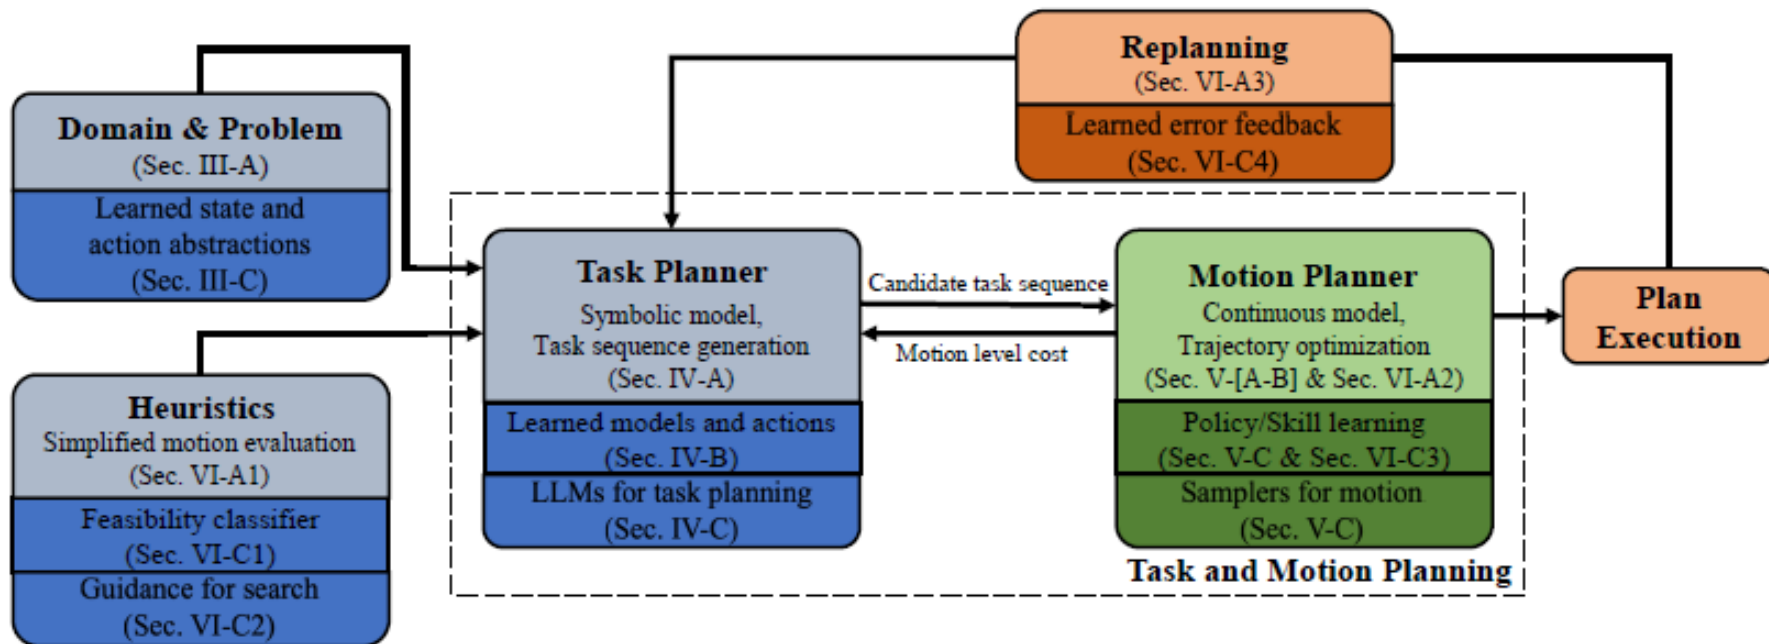 Replanning
(Sec. VI-A3)
Learned error feedback
(Sec. VI-C4)
Domain & Problem
(Sec. III-A)
Learned state and
action abstractions
(Sec. III-C)
Heuristics
Simplified motion evaluation
(Sec. VI-A1)
Feasibility classifier
(Sec. VI-C1)
Guidance for search
(Sec. VI-C2)
Task Planner
Symbolic model,
Task sequence generation
(Sec. IV-A)
Learned models and actions
(Sec. IV-B)
LLMs for task planning
(Sec. IV-C)
Candidate task sequence
Motion level cost
Motion Planner
Continuous model,
Trajectory optimization
(Sec. V-[A-B] & Sec. VI-A2)
Policy/Skill learning
(Sec. V-C & Sec. VI-C3)
Samplers for motion
(Sec. V-C)
Task and Motion Planning
Plan
Execution